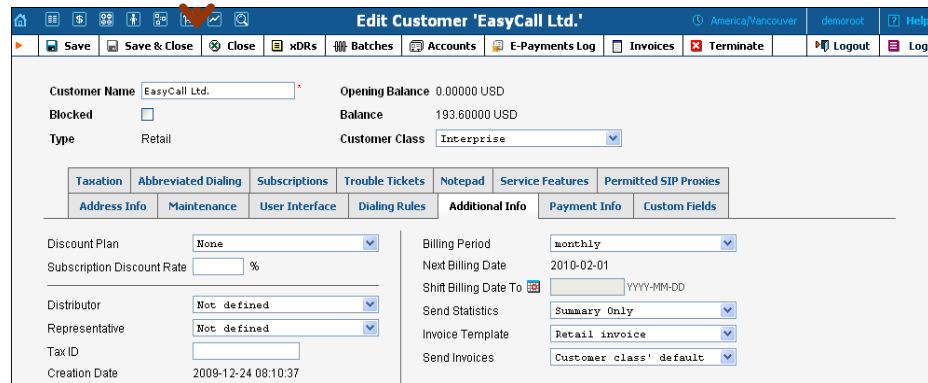 Edit Customer 'EasyCall Ltd.' America/Vancouver demoroot Help
Save Save & Close Close xDRs Batches Accounts E-Payments Log Invoices Terminate Logout Log
Customer Name EasyCall Ltd. * Opening Balance 0.00000 USD
Blocked Balance 193.60000 USD
Type Retail Customer Class Interprise
Taxation Abbreviated Dialing Subscriptions Trouble Tickets Notepad Service Features Permitted SIP Proxies
Address Info Maintenance User Interface Dialing Rules Additional Info Payment Info Custom Fields
Discount Plan None Billing Period monthly
Subscription Discount Rate % Next Billing Date 2010-02-01
Shift Billing Date To YYYY-MM-DD
Distributor Not defined Send Statistics Summary Only
Representative Not defined Invoice Template Retail invoice
Tax ID Send Invoices Customer class' default
Creation Date 2009-12-24 08:10:37